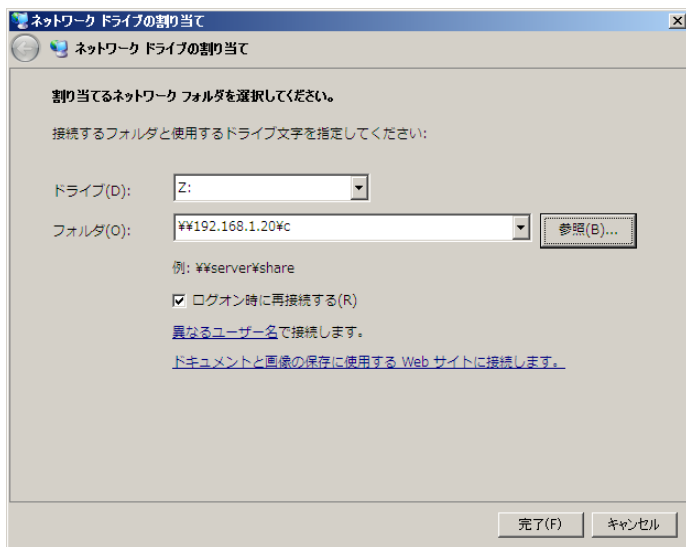 ネットワーク ドライブの割り当て
ネットワーク ドライブの割り当て
割り当てるネットワーク フォルダを選択してください。
接続するフォルダと使用するドライブ文字を指定してください:
ドライブ(D): Z:
フォルダ(O): ¥¥192.168.1.20¥c 参照(B)...
例: ¥¥server¥share
ログオン時に再接続する(R)
異なるユーザー名で接続します。
ドキュメントと画像の保存に使用する Web サイトに接続します。
完了(F) キャンセル